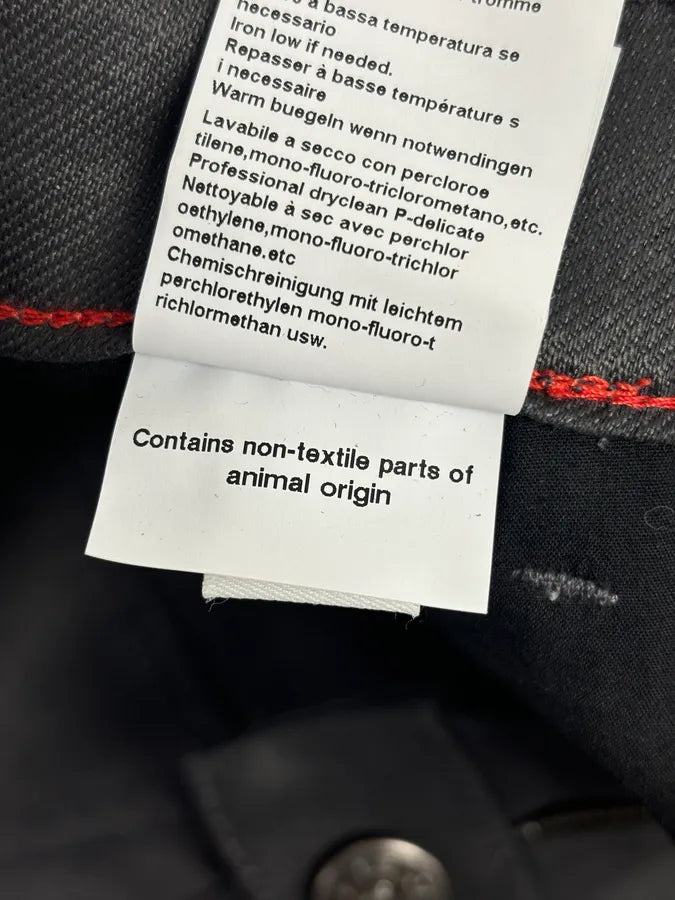 a bassa temperatura se
necessario
Iron low if needed.
Repasser à basse température s
i necessaire
Warm buegeln wenn notwendingen
Lavabile a secco con percloroe
tilene,mono-fluoro-triclorometano,etc.
Professional dryclean P-delicate
Nettoyable à sec avec perchlor
oethylene,mono-fluoro-trichlor
omethane.etc
Chemischreinigung mit leichtem
perchlorethylen mono-fluoro-t
richlormethan usw.
Contains non-textile parts of
animal origin